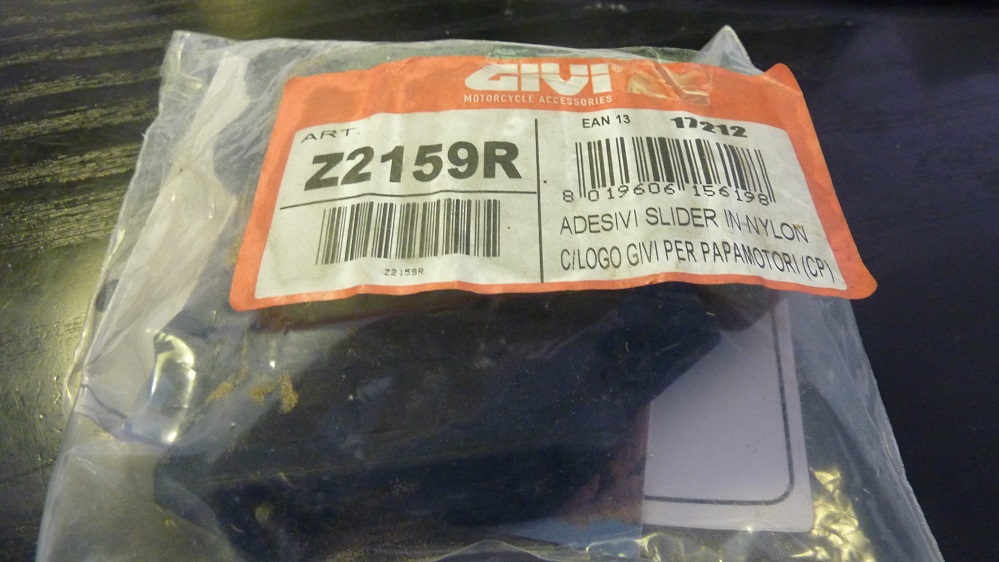 GIVI®
MOTORCYCLE ACCESSORIES
ART.
Z2159R
Z2159R
EAN 13
17212
8 019606 156198
ADESIVI SLIDER IN NYLON
C/LOGO GIVI PER PAPAMOTORI (CP)